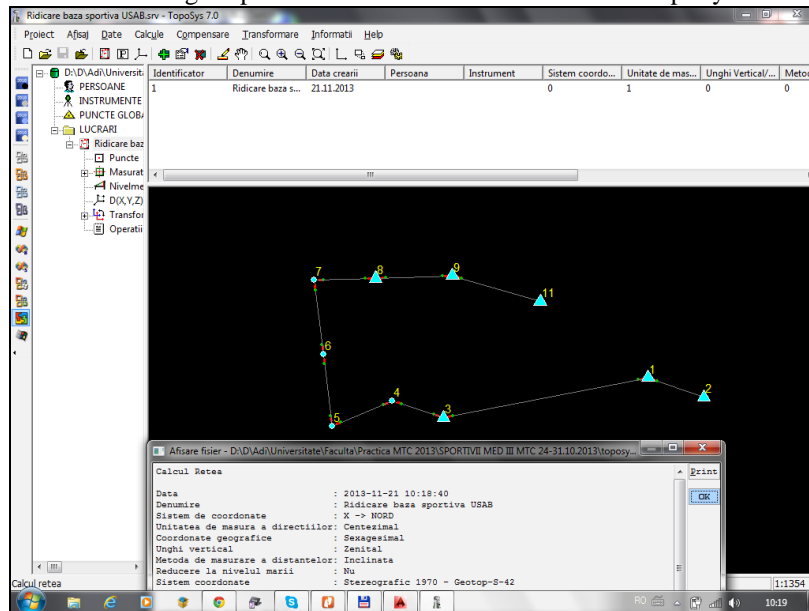 Ridicare baza sportiva USAB.srv - TopoSys 7.0
Proiect Afisaj Date Calcule Compensare Transformare Informatii Help
D:\D\Adi\Universit
PERSOANE
INSTRUMENTE
PUNCTE GLOBA
LUCRARI
Ridicare baz
Puncte
Masurat
Nivelme
D(X,Y,Z)
Transfor
Operatii
Identificator Denumire Data crearii Persoana Instrument Sistem coordo... Unitate de mas... Unghi Vertical/... Metod
1 Ridicare baza s... 21.11.2013 0 1 0 0
7
8
9
11
6
1
4
2
3
5
Afisare fisier - D:\D\Adi\Universitate\Faculta\Practica MTC 2013\SPORTIVII MED III MTC 24-31.10.2013\toposy...
Calcul Retea
Print
OK
Data : 2013-11-21 10:18:40
Denumire : Ridicare baza sportiva USAB
Sistem de coordonate : X -> NORD
Unitatea de masura a directiilor: Centezimal
Coordonate geografice : Sexagesimal
Unghi vertical : Zenital
Metoda de masurare a distantelor: Inclinata
Reducere la nivelul marii : Nu
Sistem coordonate : Stereografic 1970 - Geotop-S-42
Calcul retea
1:1354
RO
10:19